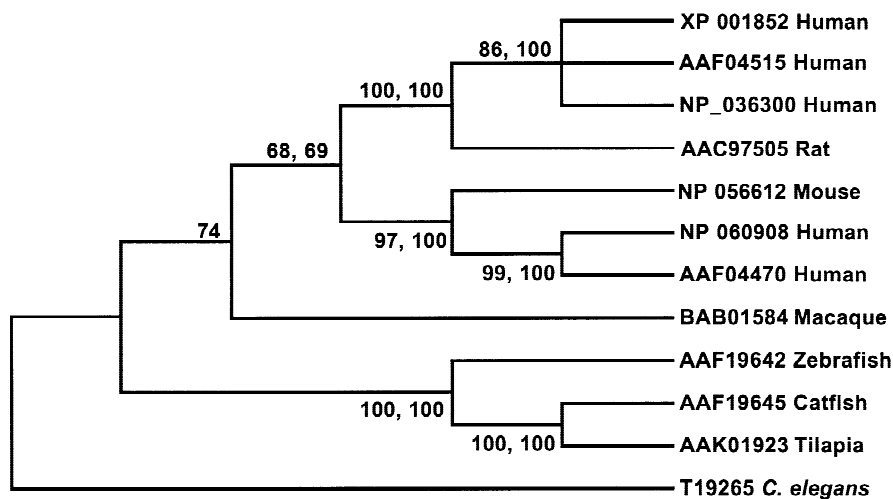 XP 001852 Human
86, 100
AAF04515 Human
100, 100
NP_036300 Human
68, 69
AAC97505 Rat
NP 056612 Mouse
74
97, 100
NP 060908 Human
99, 100
AAF04470 Human
BAB01584 Macaque
AAF19642 Zebrafish
100, 100
AAF19645 Catfish
100, 100
AAK01923 Tilapia
T19265 C. elegans